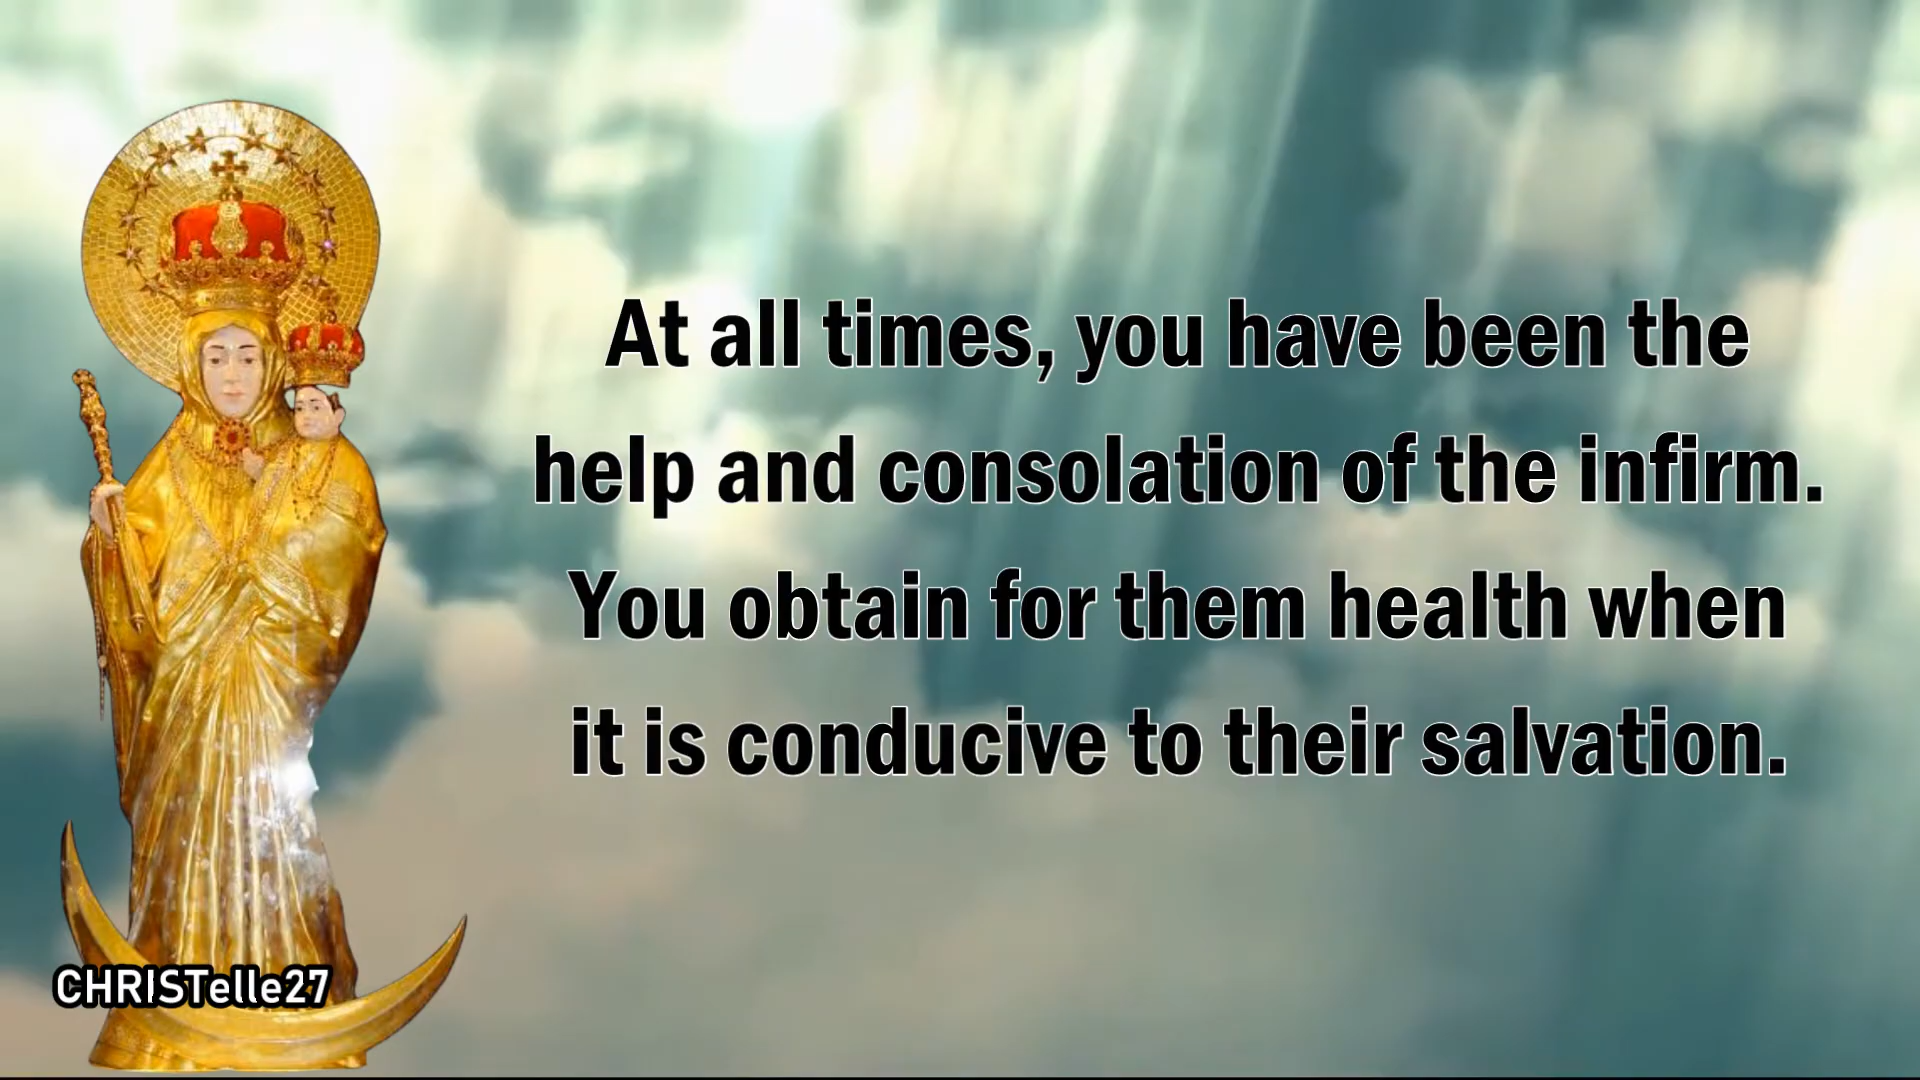 At all times, you have been the
help and consolation of the infirm.
You obtain for them health when
it is conducive to their salvation.
CHRISTelle27